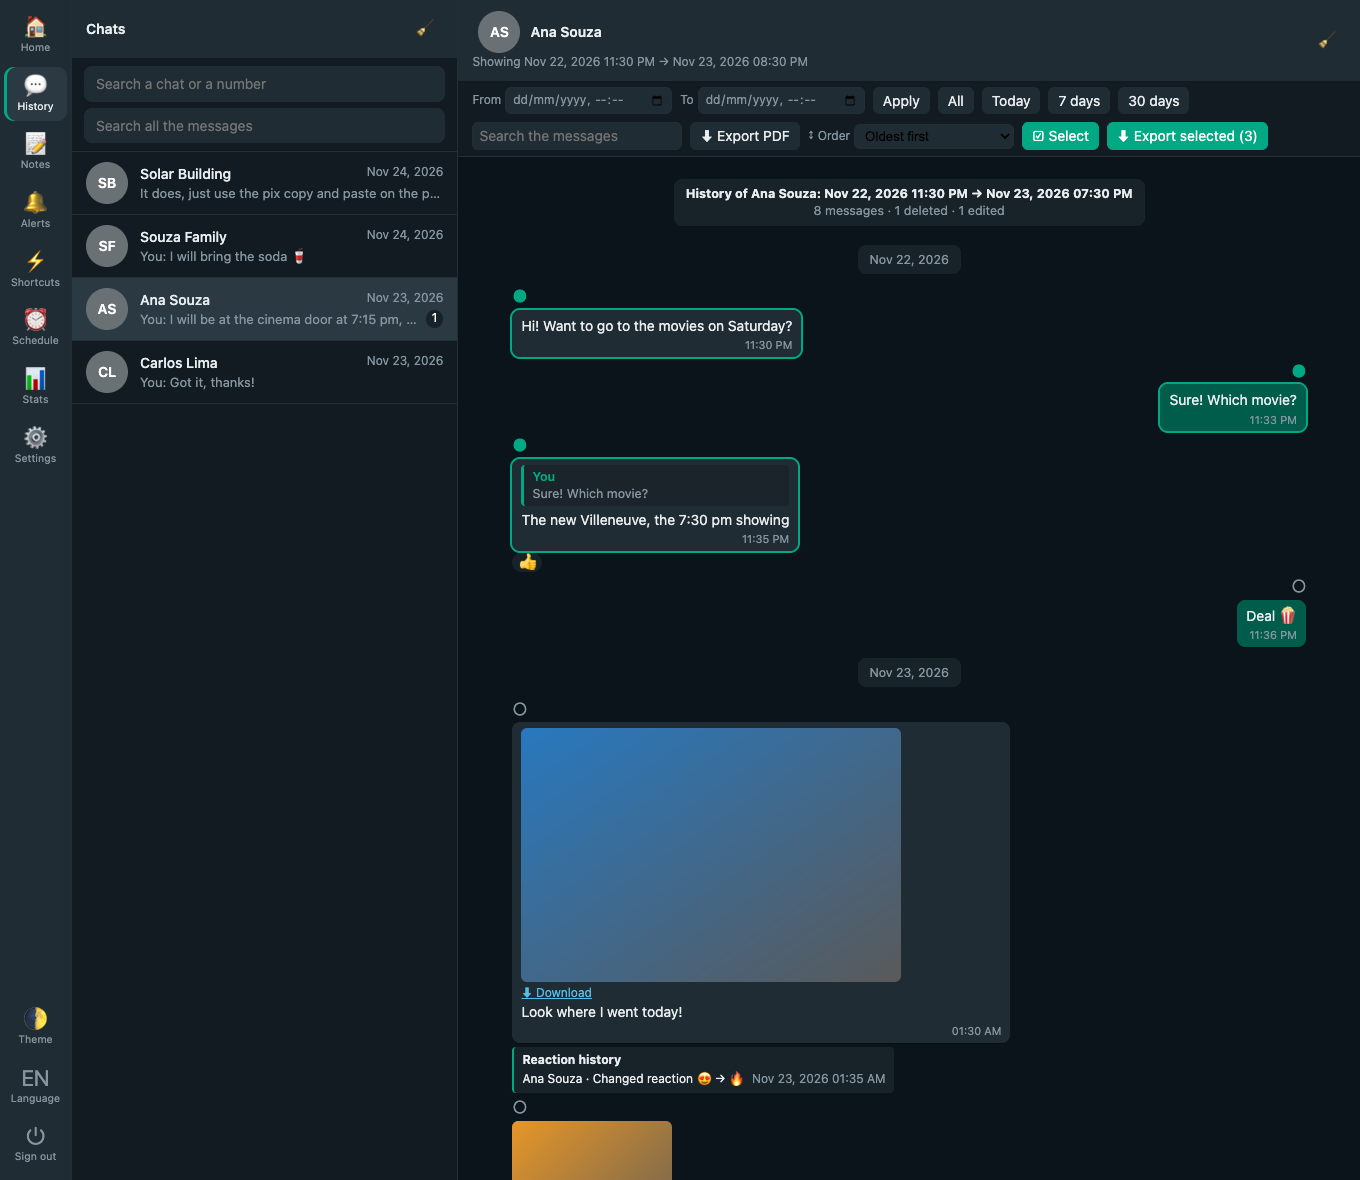 Home
History
Notes
Alerts
Shortcuts
Schedule
Stats
Settings
Theme
EN
Language
Sign out
Chats
Search a chat or a number
Search all the messages
SB
Solar Building
Nov 24, 2026
It does, just use the pix copy and paste on the p...
SF
Souza Family
Nov 24, 2026
You: I will bring the soda 🥤
AS
Ana Souza
Nov 23, 2026
You: I will be at the cinema door at 7:15 pm, ...
1
CL
Carlos Lima
Nov 23, 2026
You: Got it, thanks!
AS
Ana Souza
Showing Nov 22, 2026 11:30 PM → Nov 23, 2026 08:30 PM
From dd/mm/yyyy, --:-- To dd/mm/yyyy, --:-- Apply All Today 7 days 30 days
Search the messages ⬇ Export PDF ↕ Order Oldest first ☑ Select ⬇ Export selected (3)
History of Ana Souza: Nov 22, 2026 11:30 PM → Nov 23, 2026 07:30 PM
8 messages · 1 deleted · 1 edited
Nov 22, 2026
Hi! Want to go to the movies on Saturday?
11:30 PM
Sure! Which movie?
11:33 PM
You
Sure! Which movie?
The new Villeneuve, the 7:30 pm showing
11:35 PM
👍
Deal 🍿
11:36 PM
Nov 23, 2026
⬇ Download
Look where I went today!
01:30 AM
Reaction history
Ana Souza · Changed reaction 😍 → 🔥 Nov 23, 2026 01:35 AM